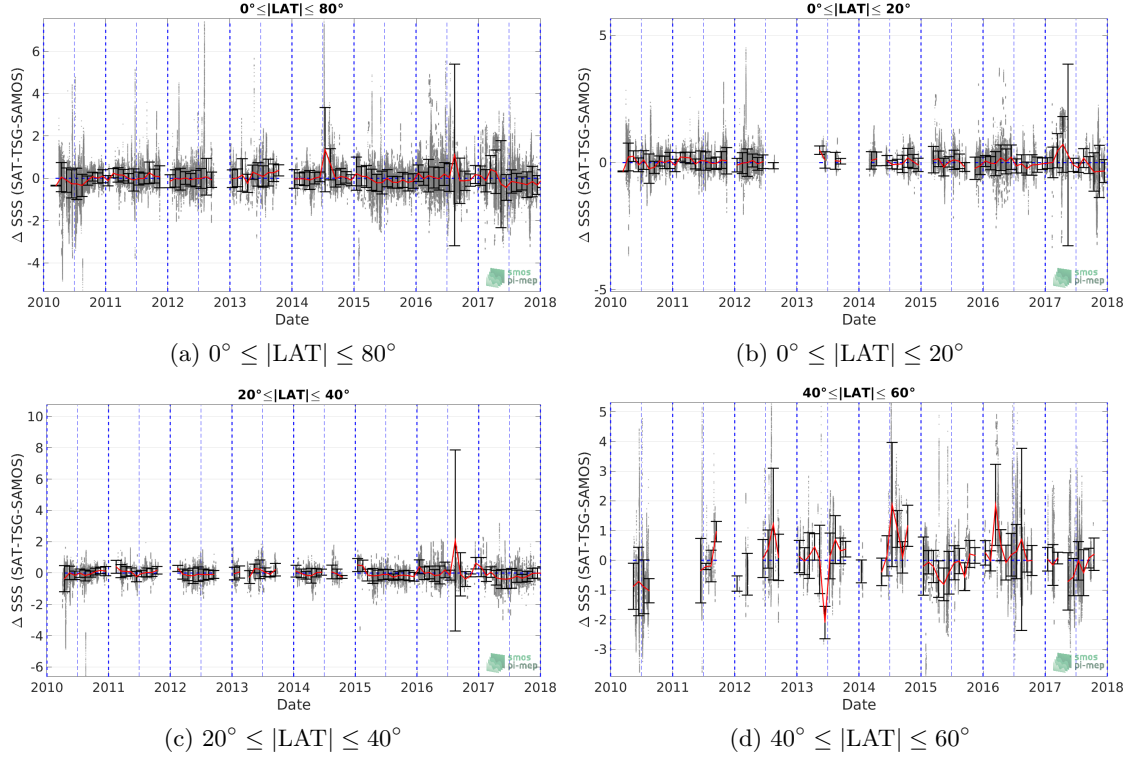 0°≤|LAT|≤ 80°
Δ SSS (SAT-TSG-SAMOS)
6
4
2
0
-2
-4
2010 2011 2012 2013 2014 2015 2016 2017 2018
Date
smos
pi-mep
(a) 0° ≤ |LAT| ≤ 80°
0°≤|LAT|≤ 20°
Δ SSS (SAT-TSG-SAMOS)
5
0
-5
2010 2011 2012 2013 2014 2015 2016 2017 2018
Date
smos
pi-mep
(b) 0° ≤ |LAT| ≤ 20°
20°≤|LAT|≤ 40°
Δ SSS (SAT-TSG-SAMOS)
10
8
6
4
2
0
-2
-4
-6
2010 2011 2012 2013 2014 2015 2016 2017 2018
Date
smos
pi-mep
(c) 20° ≤ |LAT| ≤ 40°
40°≤|LAT|≤ 60°
Δ SSS (SAT-TSG-SAMOS)
5
4
3
2
1
0
-1
-2
-3
2010 2011 2012 2013 2014 2015 2016 2017 2018
Date
smos
pi-mep
(d) 40° ≤ |LAT| ≤ 60°